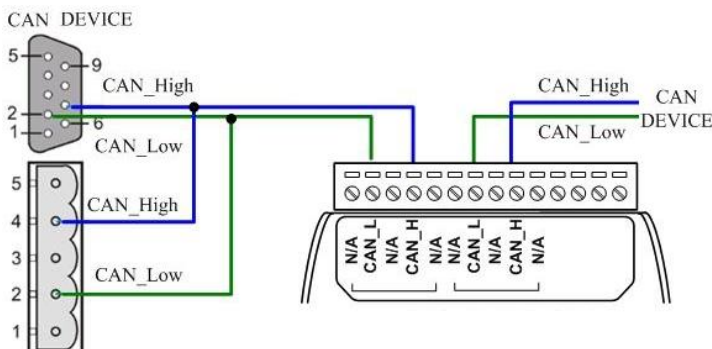 CAN DEVICE
5
9
2
1
6
CAN_High
CAN_Low
5
4
3
2
1
CAN_High
CAN_Low
CAN_High
CAN_Low
CAN
DEVICE
N/A
CAN_L
N/A
CAN_H
N/A
N/A
CAN_L
N/A
CAN_H
N/A